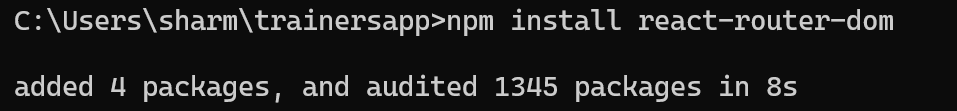 C:\Users\sharm\trainersapp>npm install react-router-dom
added 4 packages, and audited 1345 packages in 8s